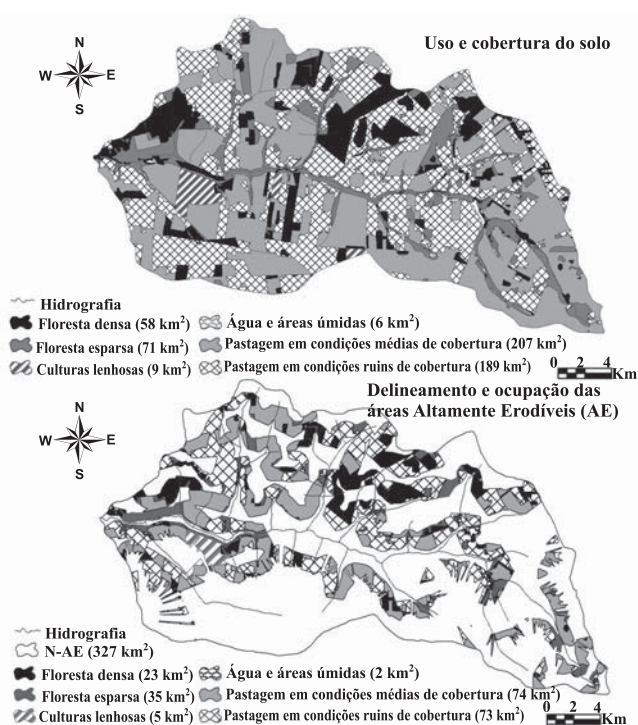 Uso e cobertura do solo
N
W E
S
Hidrografia
Floresta densa (58 km²)
Água e áreas úmidas (6 km²)
Floresta esparsa (71 km²)
Pastagem em condições médias de cobertura (207 km²)
Culturas lenhosas (9 km²)
Pastagem em condições ruins de cobertura (189 km²)
0 2 4
Km
Delineamento e ocupação das
áreas Altamente Erodíveis (AE)
N
W E
S
Hidrografia
N-AE (327 km²)
Floresta densa (23 km²)
Água e áreas úmidas (2 km²)
Floresta esparsa (35 km²)
Pastagem em condições médias de cobertura (74 km²)
Culturas lenhosas (5 km²)
Pastagem em condições ruins de cobertura (73 km²)
0 2 4
Km